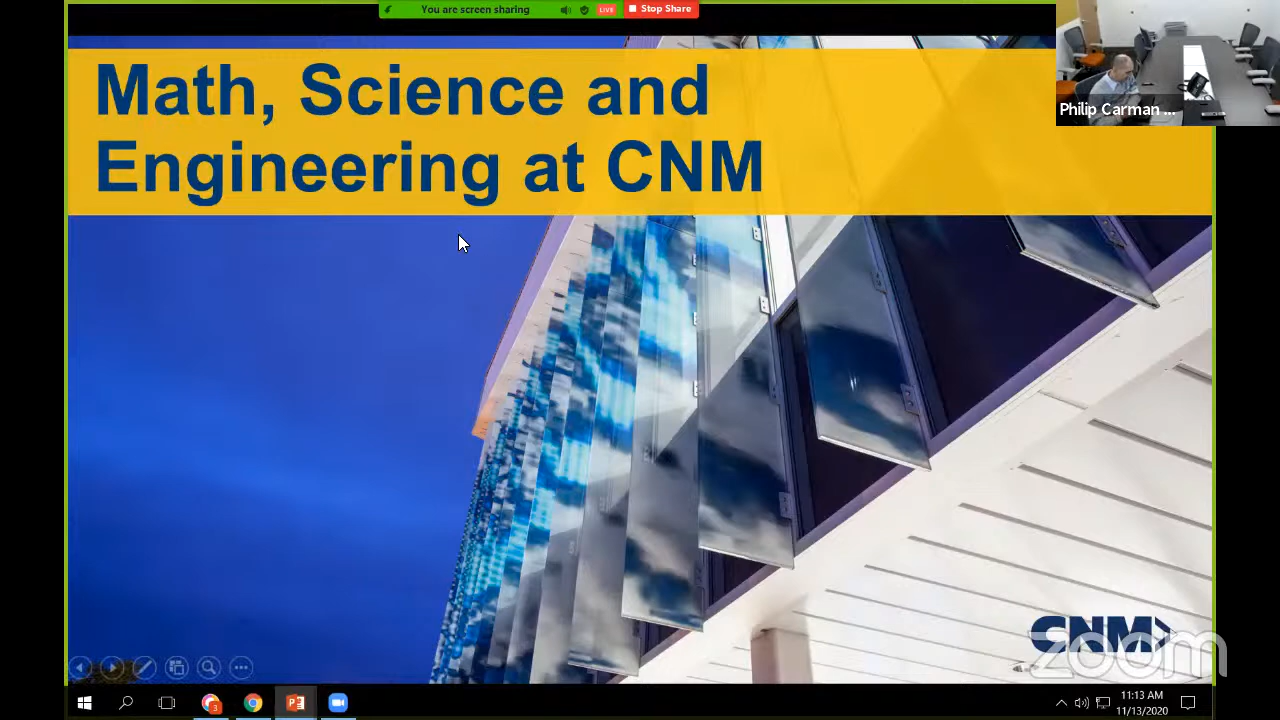 You are screen sharing
LIVE
Stop Share
Math, Science and
Engineering at CNM
Philip Carman ...
CNM
zoom
3
11:13 AM
11/13/2020